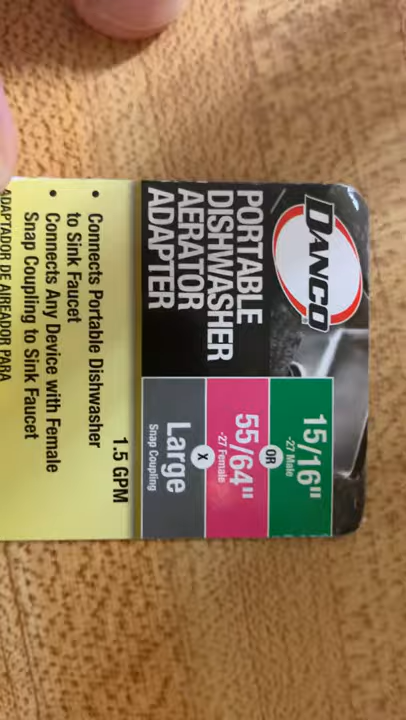 DANCO
PORTABLE
DISHWASHER
AERATOR
ADAPTER
15/16"
-27 Male
OR
55/64"
-27 Female
X
Large
Snap Coupling
1.5 GPM
• Connects Portable Dishwasher
to Sink Faucet
• Connects Any Device with Female
Snap Coupling to Sink Faucet
ADAPTADOR DE AIREADOR PARA